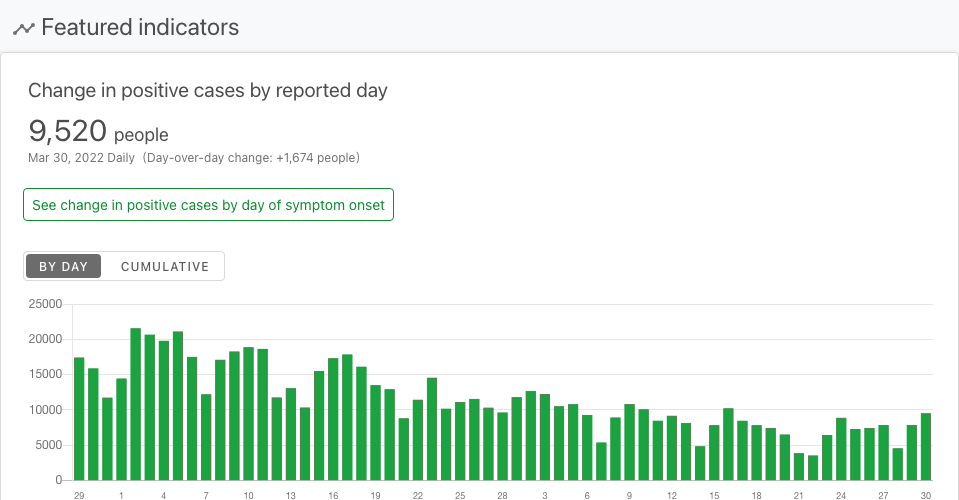 Featured indicators
Change in positive cases by reported day
9,520 people
Mar 30, 2022 Daily (Day-over-day change: +1,674 people)
See change in positive cases by day of symptom onset
BY DAY CUMULATIVE
25000
20000
15000
10000
5000
0
29 1 4 7 10 13 16 19 22 25 28 3 6 9 12 15 18 21 24 27 30